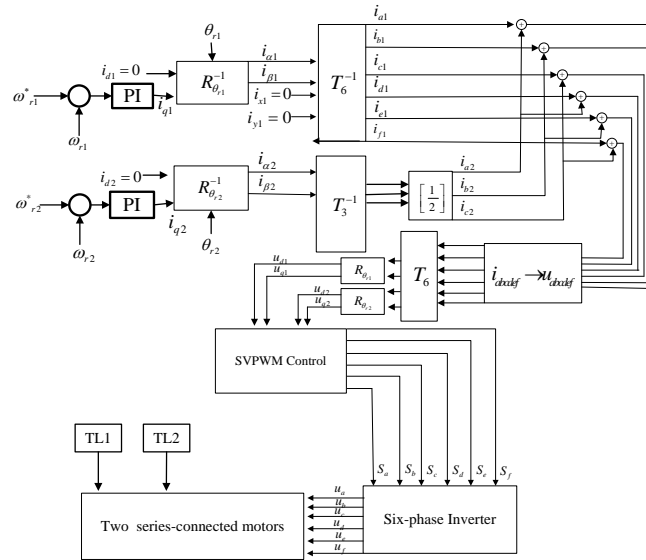 θr1
iα1
iβ1
ix1 = 0
iy1 = 0
id1 = 0
ω*r1
PI
iq1
R⁻¹θr1
T6⁻¹
ωr1
ia1
ib1
ic1
id1
ie1
if1
id2 = 0
ω*r2
PI
iq2
R⁻¹θr2
iα2
iβ2
T3⁻¹
[1/2]
ia2
ib2
ic2
ωr2
θr2
ud1
uq1
Rθr1
ud2
uq2
Rθr2
T6
iabcdef→uabcdef
SVPWM Control
TL1
TL2
Sa
Sb
Sc
Sd
Se
Sf
ua
ub
uc
ud
ue
uf
Two series-connected motors
Six-phase Inverter